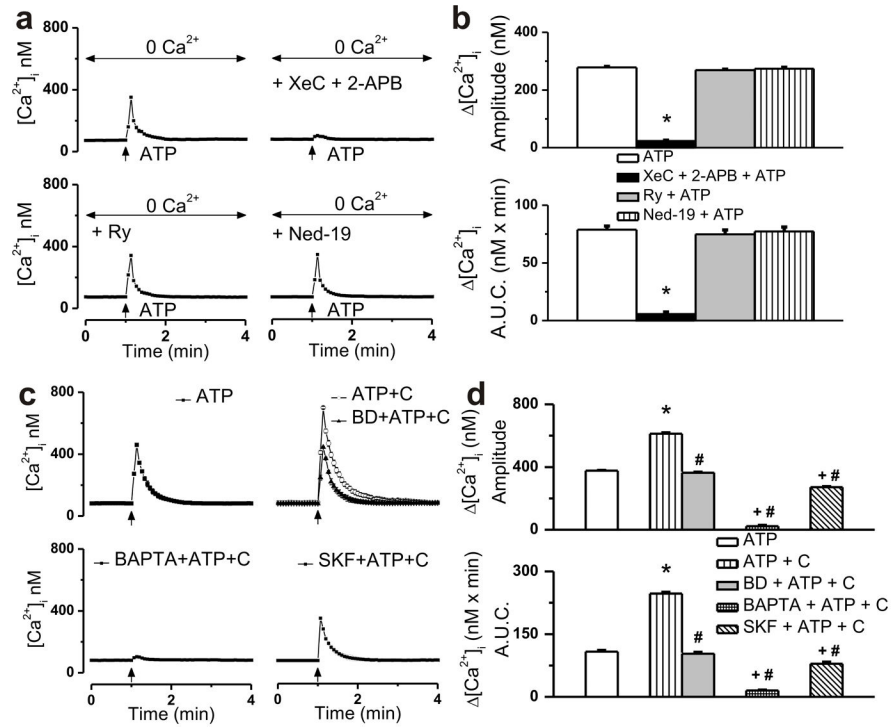 a
[Ca²⁺]ᵢ nM
800
400
0
0 Ca²⁺
ATP
0 Ca²⁺
+ XeC + 2-APB
ATP
[Ca²⁺]ᵢ nM
800
400
0
0 Ca²⁺
+ Ry
ATP
0 2 4
Time (min)
0 Ca²⁺
+ Ned-19
ATP
0 2 4
Time (min)
b
Δ[Ca²⁺]ᵢ
Amplitude (nM)
400
200
0
*
ATP
XeC + 2-APB + ATP
Ry + ATP
Ned-19 + ATP
Δ[Ca²⁺]ᵢ
A.U.C. (nM x min)
100
50
0
*
c
[Ca²⁺]ᵢ nM
800
400
0
ATP
ATP+C
BD+ATP+C
[Ca²⁺]ᵢ nM
800
400
0
BAPTA+ATP+C
0 2 4
Time (min)
SKF+ATP+C
0 2 4
Time (min)
d
Δ[Ca²⁺]ᵢ (nM)
Amplitude
800
400
0
*
#
+ #
+ #
ATP
ATP + C
BD + ATP + C
BAPTA + ATP + C
SKF + ATP + C
Δ[Ca²⁺]ᵢ (nM x min)
A.U.C.
300
150
0
*
#
+ #
+ #